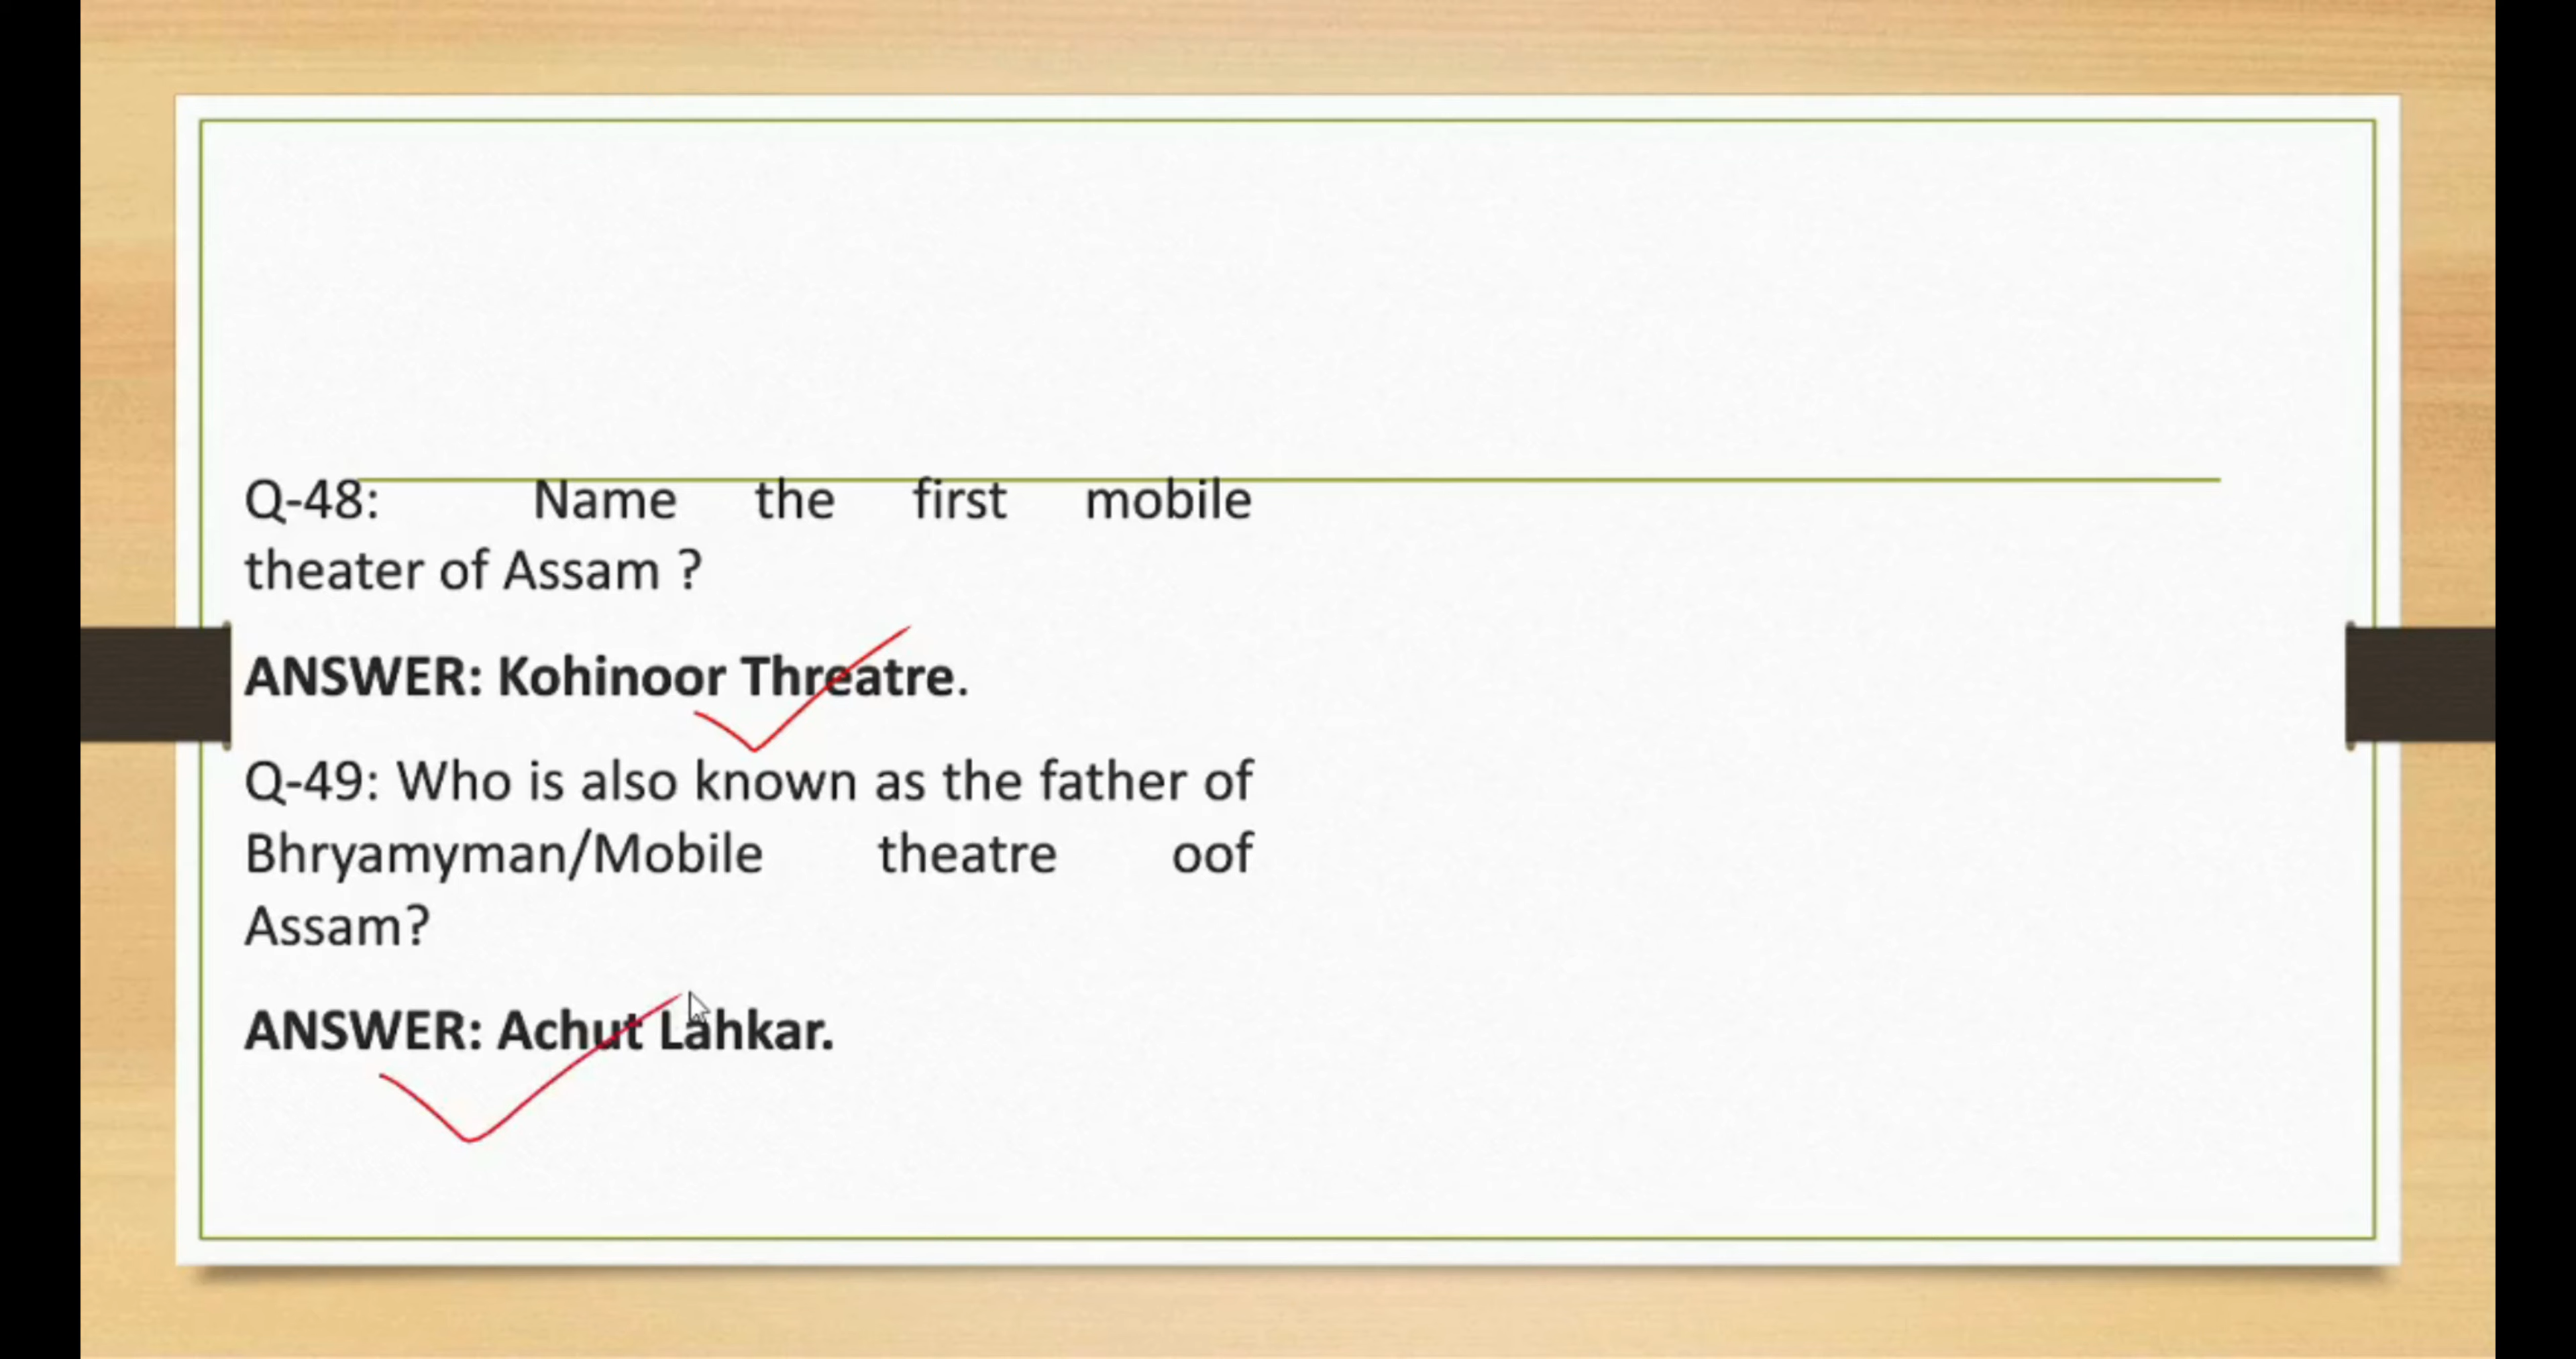 Q-48: Name the first mobile
theater of Assam ?
ANSWER: Kohinoor Threatre.
Q-49: Who is also known as the father of
Bhryamyman/Mobile theatre oof
Assam?
ANSWER: Achut Lahkar.